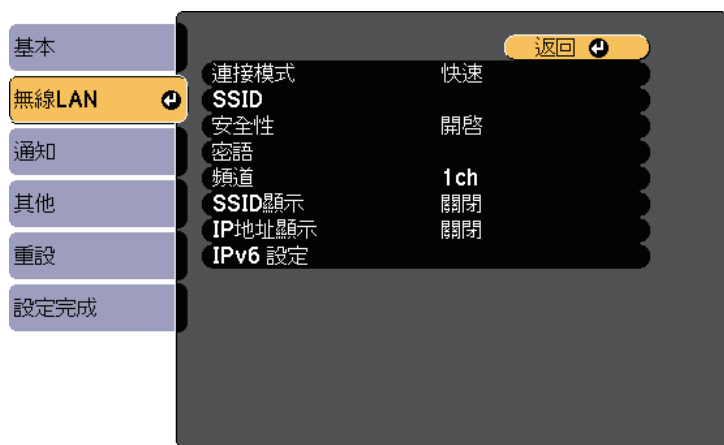 基本
無線LAN
通知
其他
重設
設定完成
返回
連接模式 快速
SSID
安全性 開啓
密語
頻道 1ch
SSID顯示 關閉
IP地址顯示 關閉
IPv6 設定